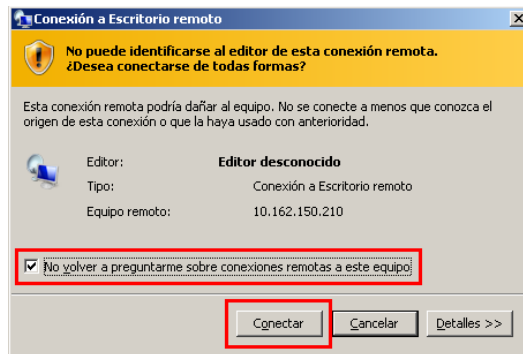 Conexión a Escritorio remoto
No puede identificarse al editor de esta conexión remota.
¿Desea conectarse de todas formas?
Esta conexión remota podría dañar al equipo. No se conecte a menos que conozca el
origen de esta conexión o que la haya usado con anterioridad.
Editor: Editor desconocido
Tipo: Conexión a Escritorio remoto
Equipo remoto: 10.162.150.210
No volver a preguntarme sobre conexiones remotas a este equipo
Conectar Cancelar Detalles >>